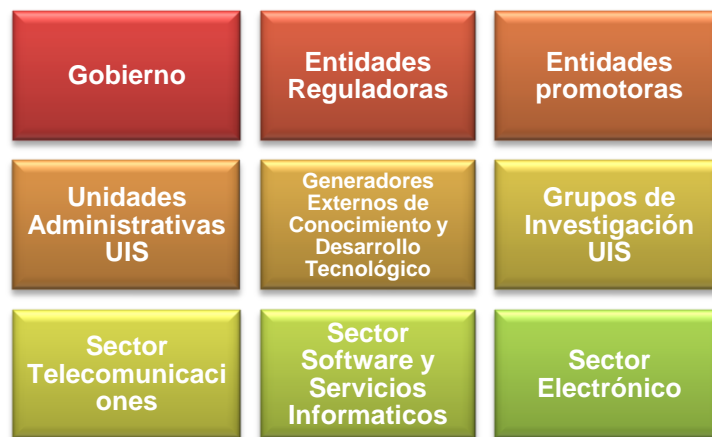 Gobierno
Entidades
Reguladoras
Entidades
promotoras
Unidades
Administrativas
UIS
Generadores
Externos de
Conocimiento y
Desarrollo
Tecnológico
Grupos de
Investigación
UIS
Sector
Telecomunicaci
ones
Sector
Software y
Servicios
Informaticos
Sector
Electrónico